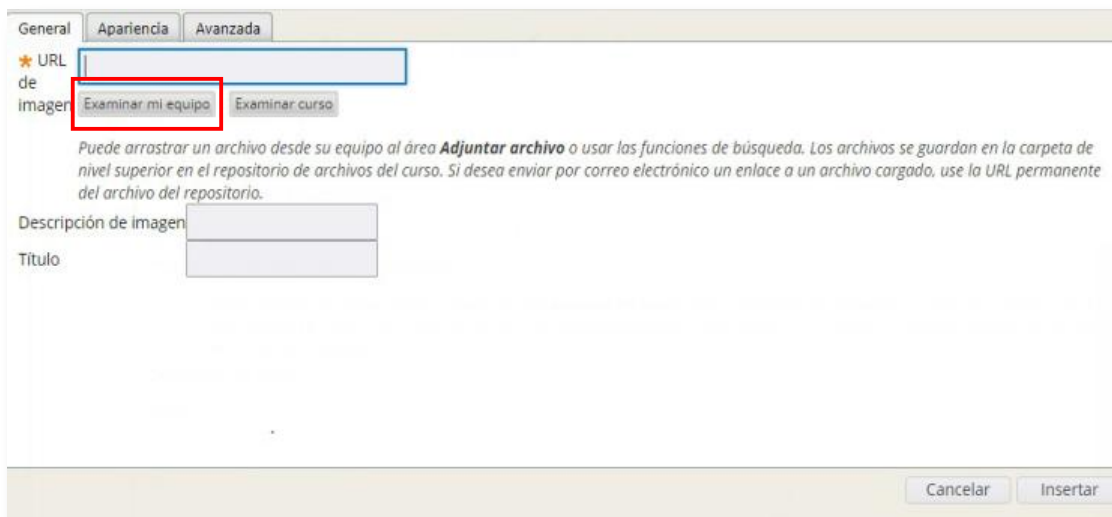 General Apariencia Avanzada
* URL
de
imagen Examinar mi equipo Examinar curso
Puede arrastrar un archivo desde su equipo al área Adjuntar archivo o usar las funciones de búsqueda. Los archivos se guardan en la carpeta de
nivel superior en el repositorio de archivos del curso. Si desea enviar por correo electrónico un enlace a un archivo cargado, use la URL permanente
del archivo del repositorio.
Descripción de imagen
Título
Cancelar Insertar